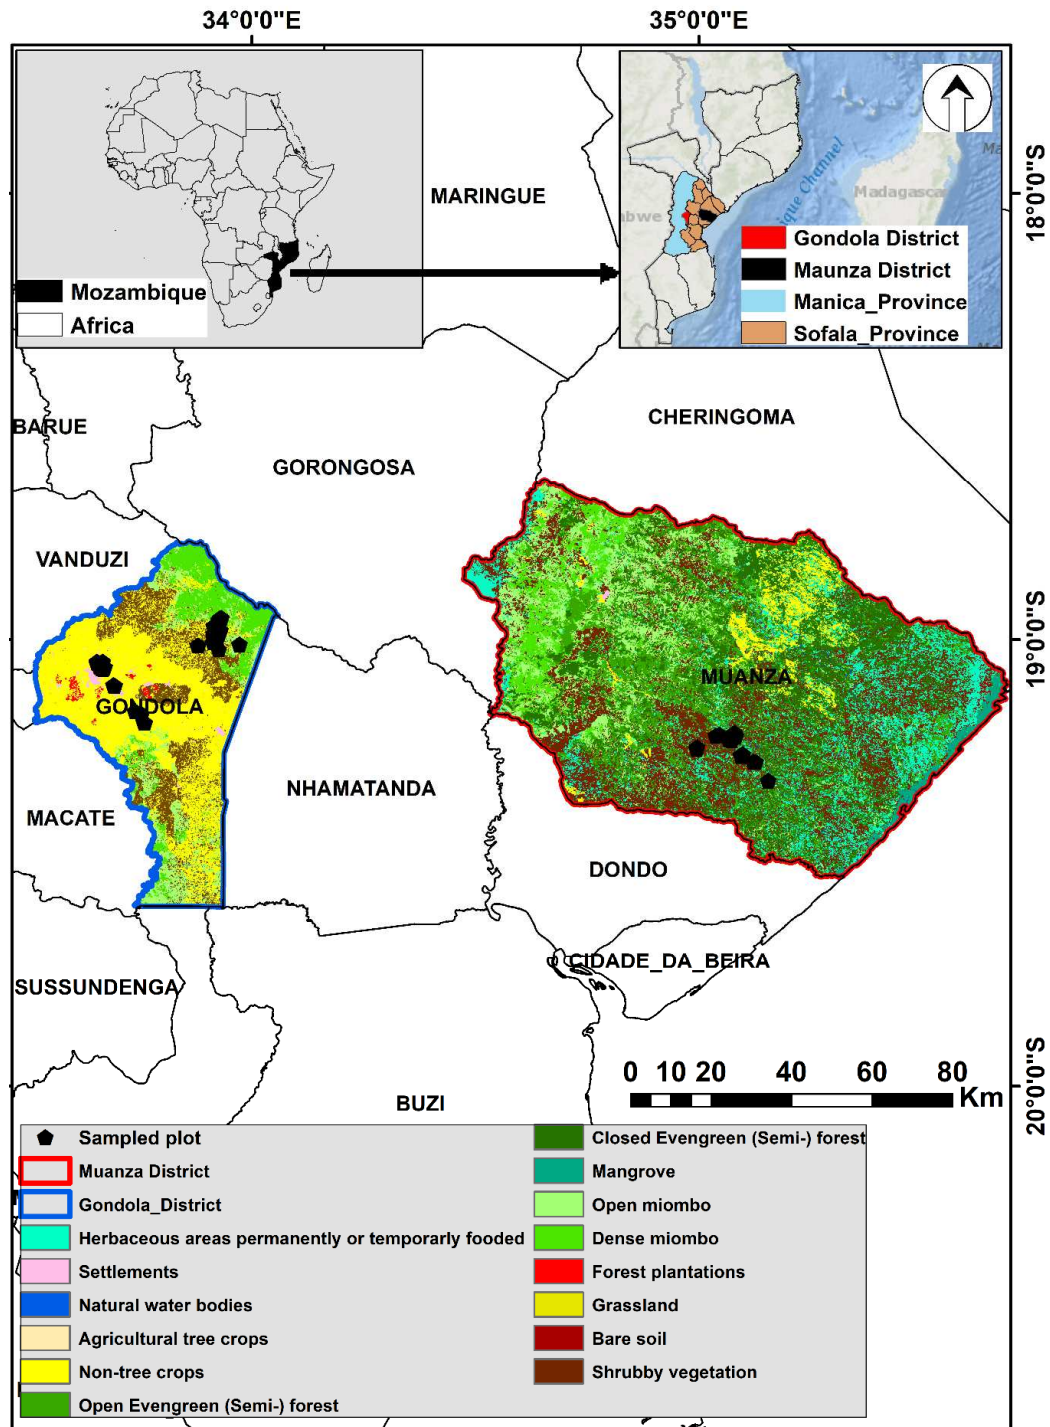 34°0'0"E
35°0'0"E
18°0'0"S
19°0'0"S
20°0'0"S
Mozambique
Africa
MARINGUE
abwe
ique Channel
Madagascar
Gondola District
Maunza District
Manica_Province
Sofala_Province
BARUE
GORONGOSA
CHERINGOMA
VANDUZI
GONDOLA
MUANZA
MACATE
NHAMATANDA
DONDO
CIDADE_DA_BEIRA
SUSSUNDENGA
BUZI
0 10 20 40 60 80
Km
Sampled plot
Muanza District
Gondola_District
Herbaceous areas permanently or temporarly fooded
Settlements
Natural water bodies
Agricultural tree crops
Non-tree crops
Open Evengreen (Semi-) forest
Closed Evengreen (Semi-) forest
Mangrove
Open miombo
Dense miombo
Forest plantations
Grassland
Bare soil
Shrubby vegetation